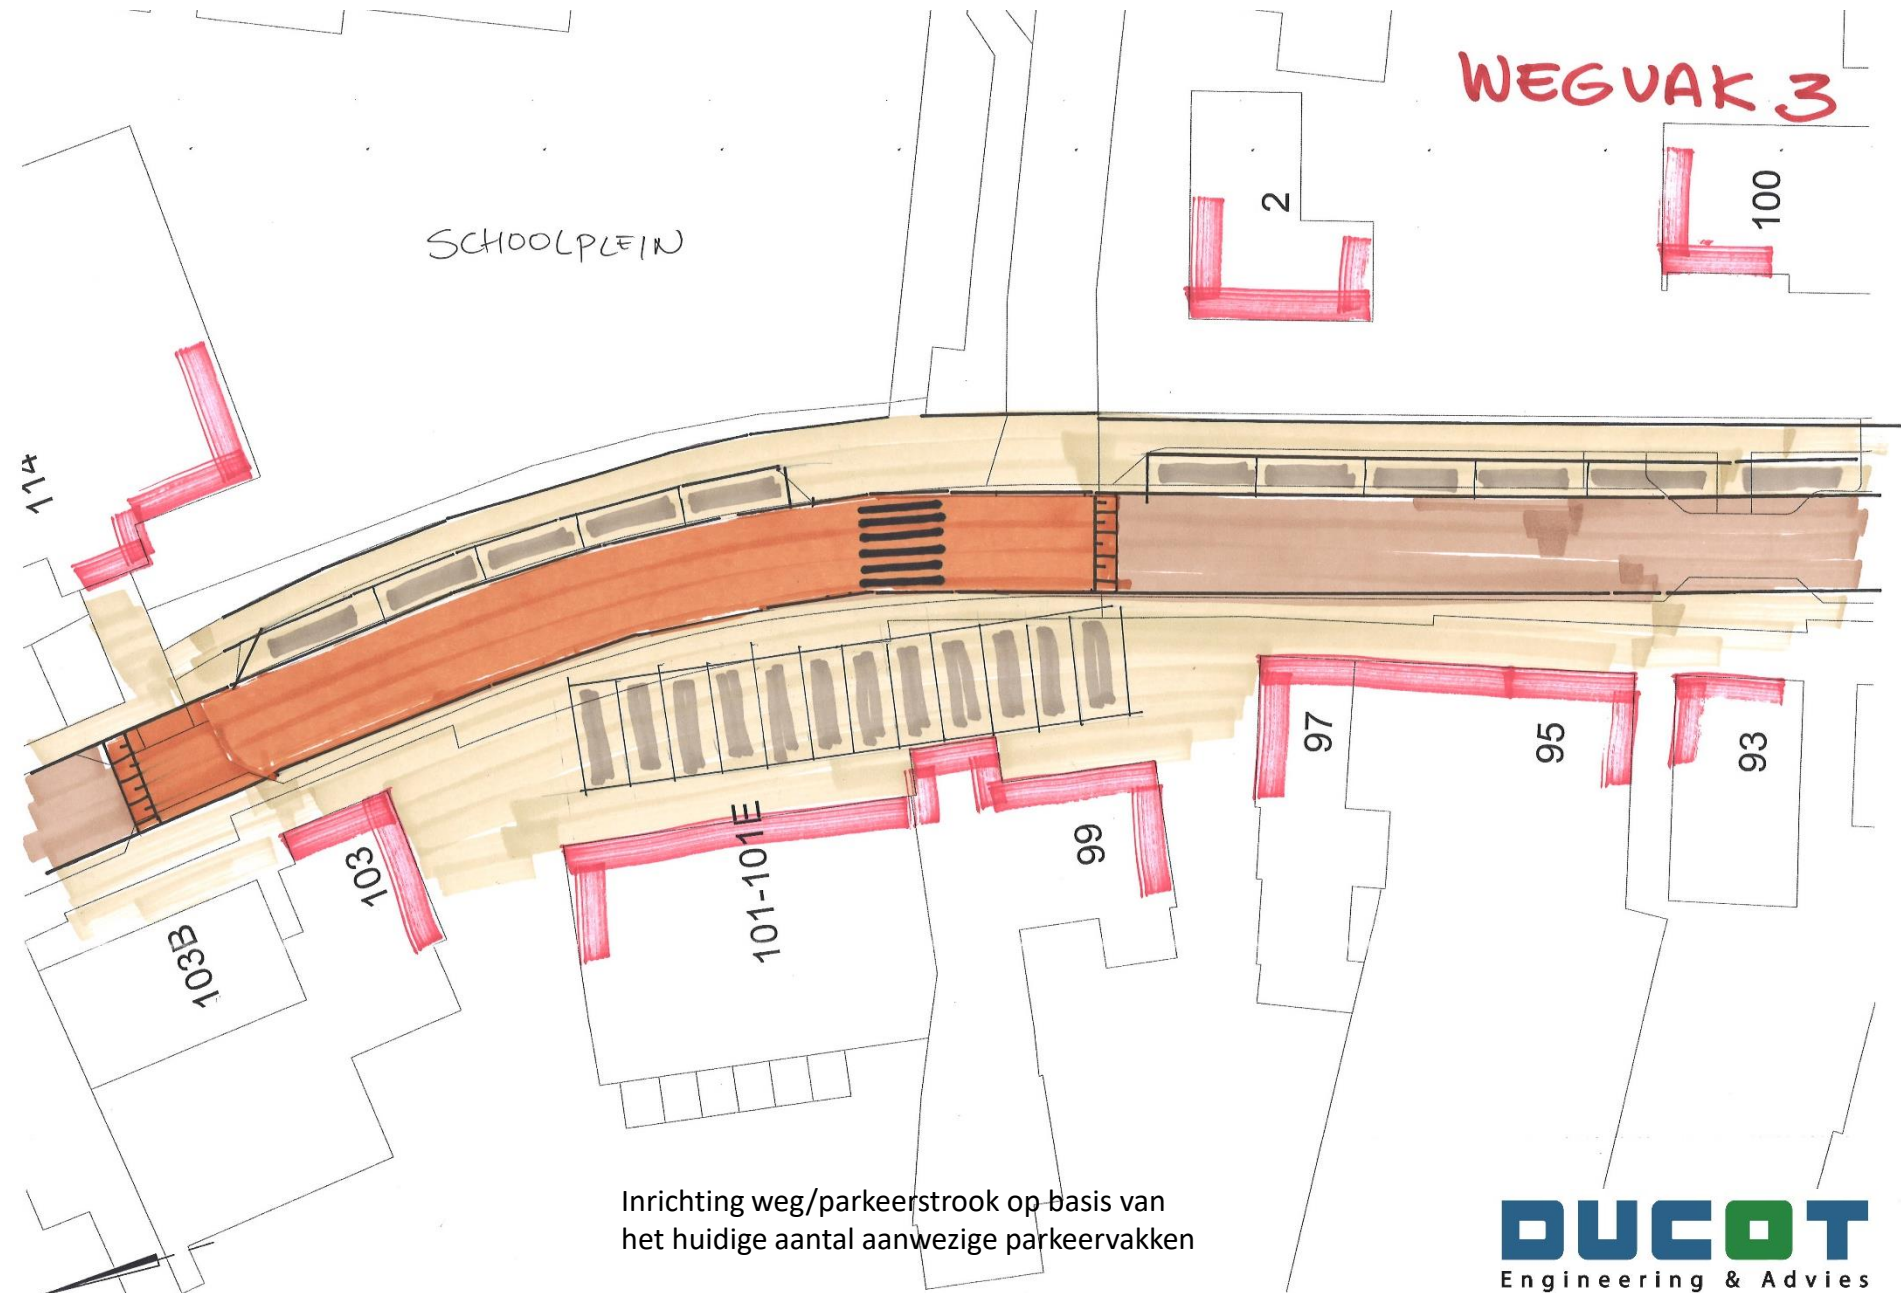 WEGVAK 3
SCHOOLPLEIN
2
100
114
97
95
93
99
101-101E
103
103B
Inrichting weg/parkeerstrook op basis van
het huidige aantal aanwezige parkeervakken
DUCOT
Engineering & Advies